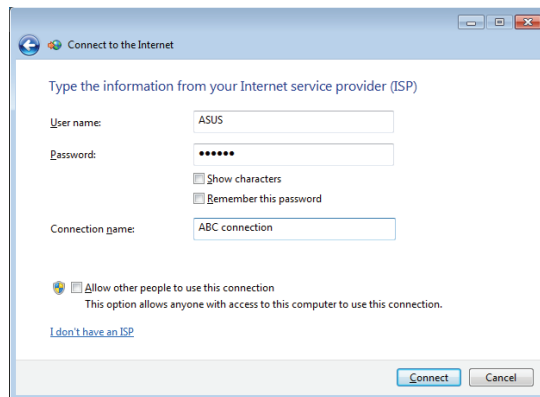 Connect to the Internet
Type the information from your Internet service provider (ISP)
User name: ASUS
Password: ••••••
Show characters
Remember this password
Connection name: ABC connection
Allow other people to use this connection
This option allows anyone with access to this computer to use this connection.
I don't have an ISP
Connect Cancel